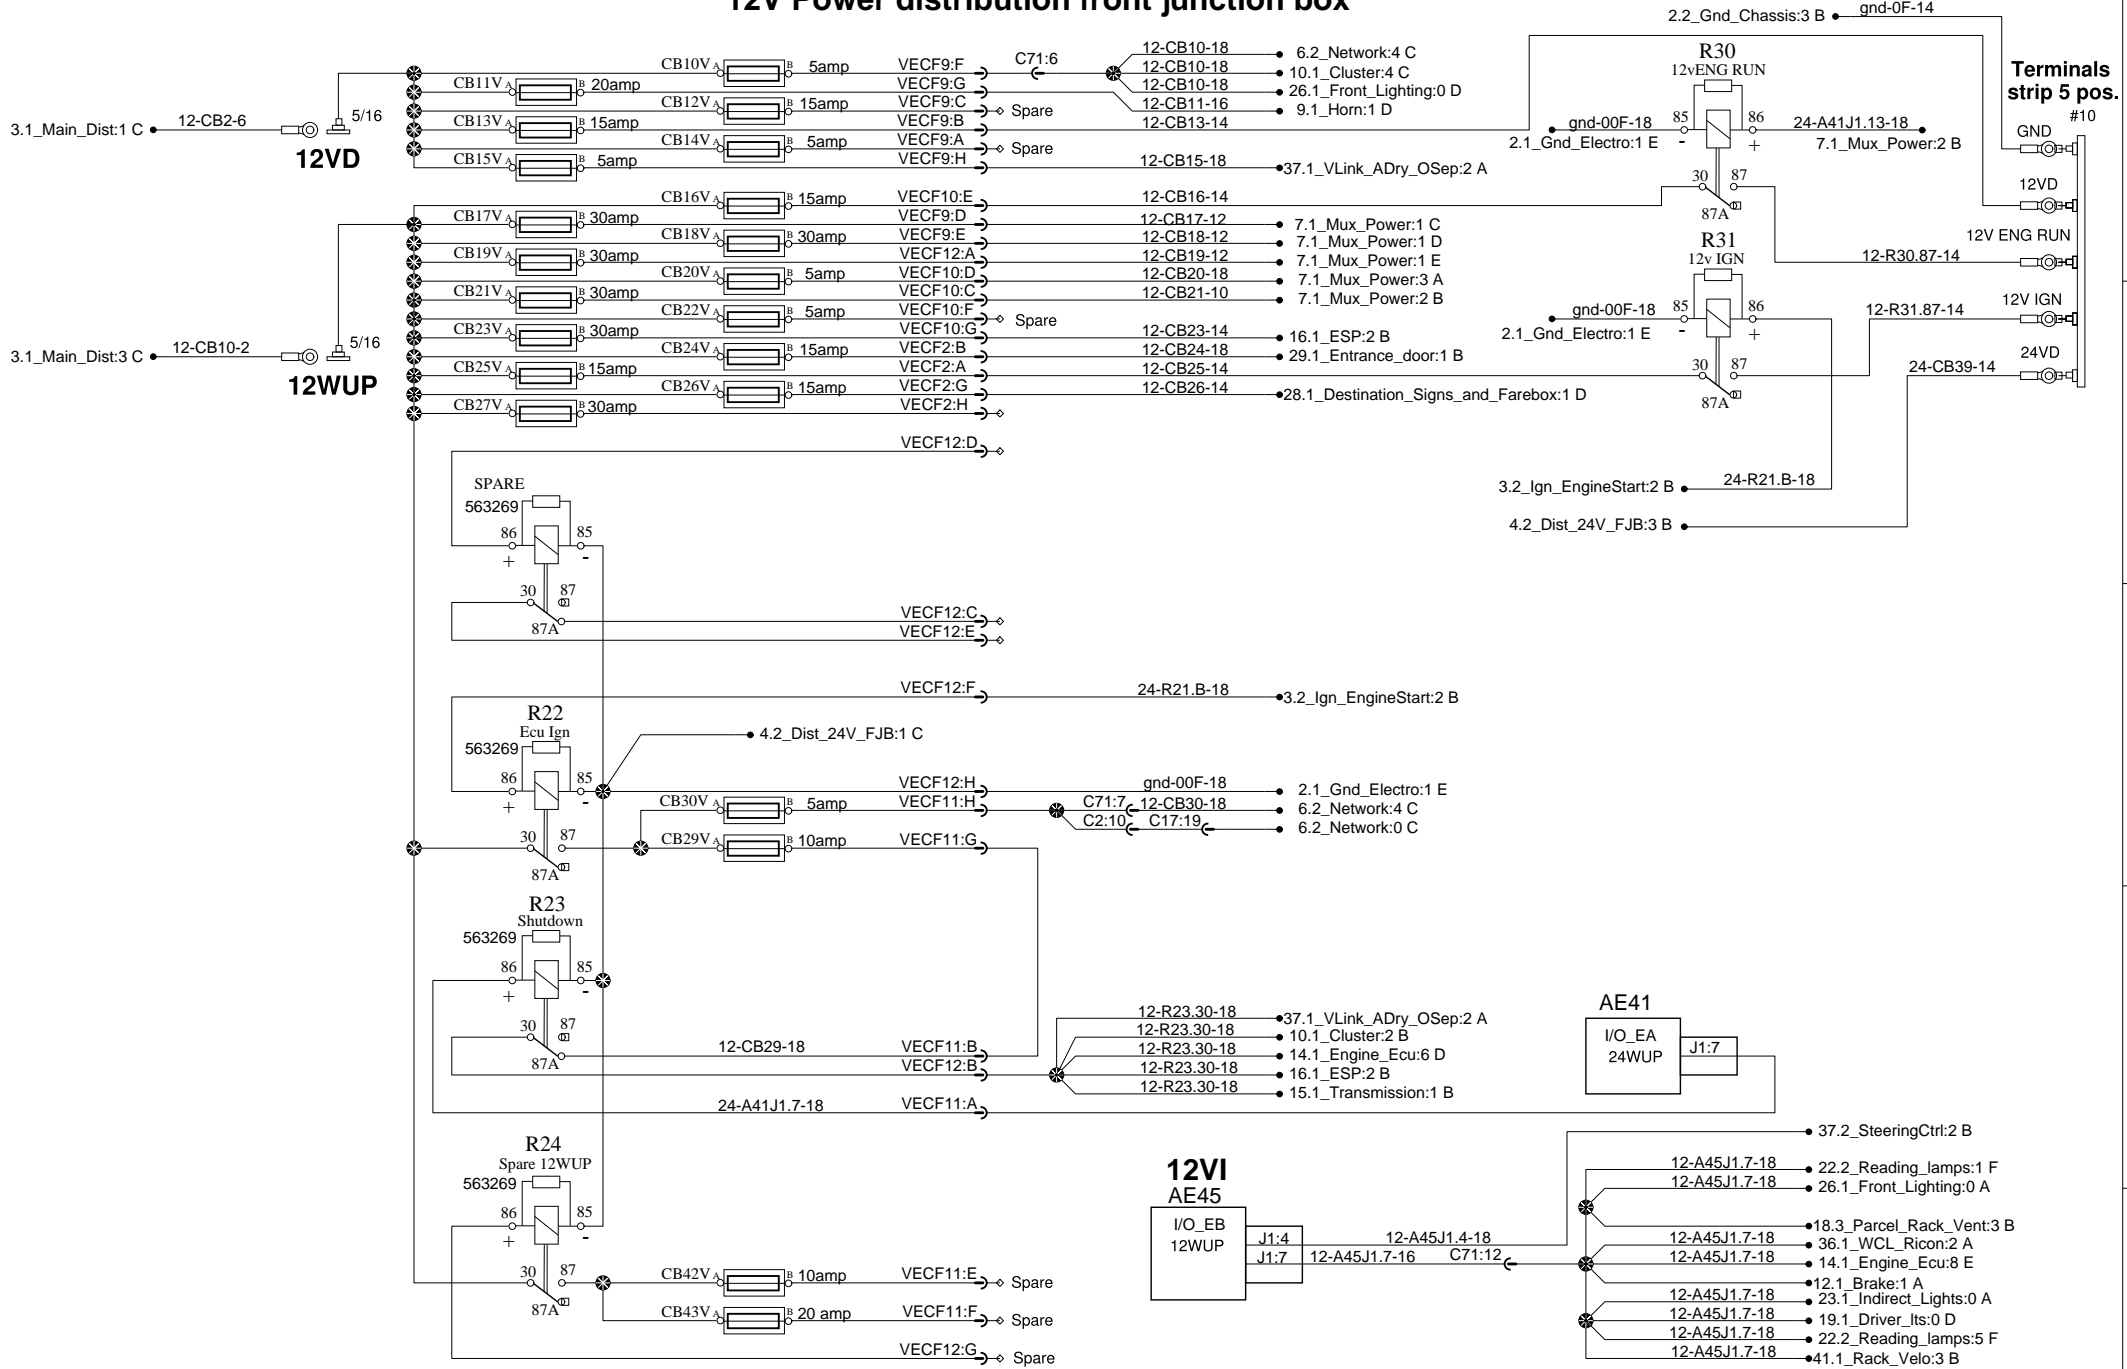 12V Power distribution front junction box
2.2_Gnd_Chassis:3 B
gnd-0F-14
3.1_Main_Dist:1 C
12-CB2-6
5/16
12VD
CB10V A B 5amp VECF9:F C71:6
12-CB10-18 6.2_Network:4 C
12-CB10-18 10.1_Cluster:4 C
12-CB10-18 26.1_Front_Lighting:0 D
CB11V A B 20amp VECF9:G 12-CB11-16 9.1_Horn:1 D
CB12V A B 15amp VECF9:C Spare
CB13V A B 15amp VECF9:B 12-CB13-14
CB14V A B 5amp VECF9:A Spare
CB15V A B 5amp VECF9:H 12-CB15-18 37.1_VLink_ADry_OSep:2 A
3.1_Main_Dist:3 C
12-CB10-2
5/16
12WUP
CB16V A B 15amp VECF10:E 12-CB16-14
CB17V A B 30amp VECF9:D 12-CB17-12 7.1_Mux_Power:1 C
CB18V A B 30amp VECF9:E 12-CB18-12 7.1_Mux_Power:1 D
CB19V A B 30amp VECF12:A 12-CB19-12 7.1_Mux_Power:1 E
CB20V A B 5amp VECF10:D 12-CB20-18 7.1_Mux_Power:3 A
CB21V A B 30amp VECF10:C 12-CB21-10 7.1_Mux_Power:2 B
CB22V A B 5amp VECF10:F Spare
CB23V A B 30amp VECF10:G 12-CB23-14 16.1_ESP:2 B
CB24V A B 15amp VECF2:B 12-CB24-18 29.1_Entrance_door:1 B
CB25V A B 15amp VECF2:A 12-CB25-14
CB26V A B 15amp VECF2:G 12-CB26-14 28.1_Destination_Signs_and_Farebox:1 D
CB27V A B 30amp VECF2:H
R30
12vENG RUN
gnd-00F-18 85 86 24-A41J1.13-18
2.1_Gnd_Electro:1 E - + 7.1_Mux_Power:2 B
30 87
87A
R31
12v IGN
gnd-00F-18 85 86
2.1_Gnd_Electro:1 E - +
30 87
87A
3.2_Ign_EngineStart:2 B 24-R21.B-18
4.2_Dist_24V_FJB:3 B
Terminals
strip 5 pos.
#10
GND
12VD
12V ENG RUN
12-R30.87-14
12V IGN
12-R31.87-14
24VD
24-CB39-14
VECF12:D
SPARE
563269
86 85
+ -
30 87
87A
VECF12:C
VECF12:E
VECF12:F 24-R21.B-18 3.2_Ign_EngineStart:2 B
R22
Ecu Ign
563269
4.2_Dist_24V_FJB:1 C
86 85
+ -
VECF12:H gnd-00F-18 2.1_Gnd_Electro:1 E
CB30V A B 5amp VECF11:H C71:7 12-CB30-18 6.2_Network:4 C
C2:10 C17:19 6.2_Network:0 C
30 87
87A
CB29V A B 10amp VECF11:G
R23
Shutdown
563269
86 85
+ -
30 87
87A
12-CB29-18 VECF11:B
VECF12:B
12-R23.30-18 37.1_VLink_ADry_OSep:2 A
12-R23.30-18 10.1_Cluster:2 B
12-R23.30-18 14.1_Engine_Ecu:6 D
12-R23.30-18 16.1_ESP:2 B
12-R23.30-18 15.1_Transmission:1 B
24-A41J1.7-18 VECF11:A
AE41
I/O_EA
24WUP
J1:7
R24
Spare 12WUP
563269
86 85
+ -
30 87
87A
CB42V A B 10amp VECF11:E Spare
CB43V A B 20 amp VECF11:F Spare
VECF12:G Spare
12VI
AE45
I/O_EB
12WUP
J1:4 12-A45J1.4-18
J1:7 12-A45J1.7-16 C71:12
37.2_SteeringCtrl:2 B
12-A45J1.7-18 22.2_Reading_lamps:1 F
12-A45J1.7-18 26.1_Front_Lighting:0 A
18.3_Parcel_Rack_Vent:3 B
12-A45J1.7-18 36.1_WCL_Ricon:2 A
12-A45J1.7-18 14.1_Engine_Ecu:8 E
12.1_Brake:1 A
12-A45J1.7-18 23.1_Indirect_Lights:0 A
12-A45J1.7-18 19.1_Driver_lts:0 D
12-A45J1.7-18 22.2_Reading_lamps:5 F
12-A45J1.7-18 41.1_Rack_Velo:3 B